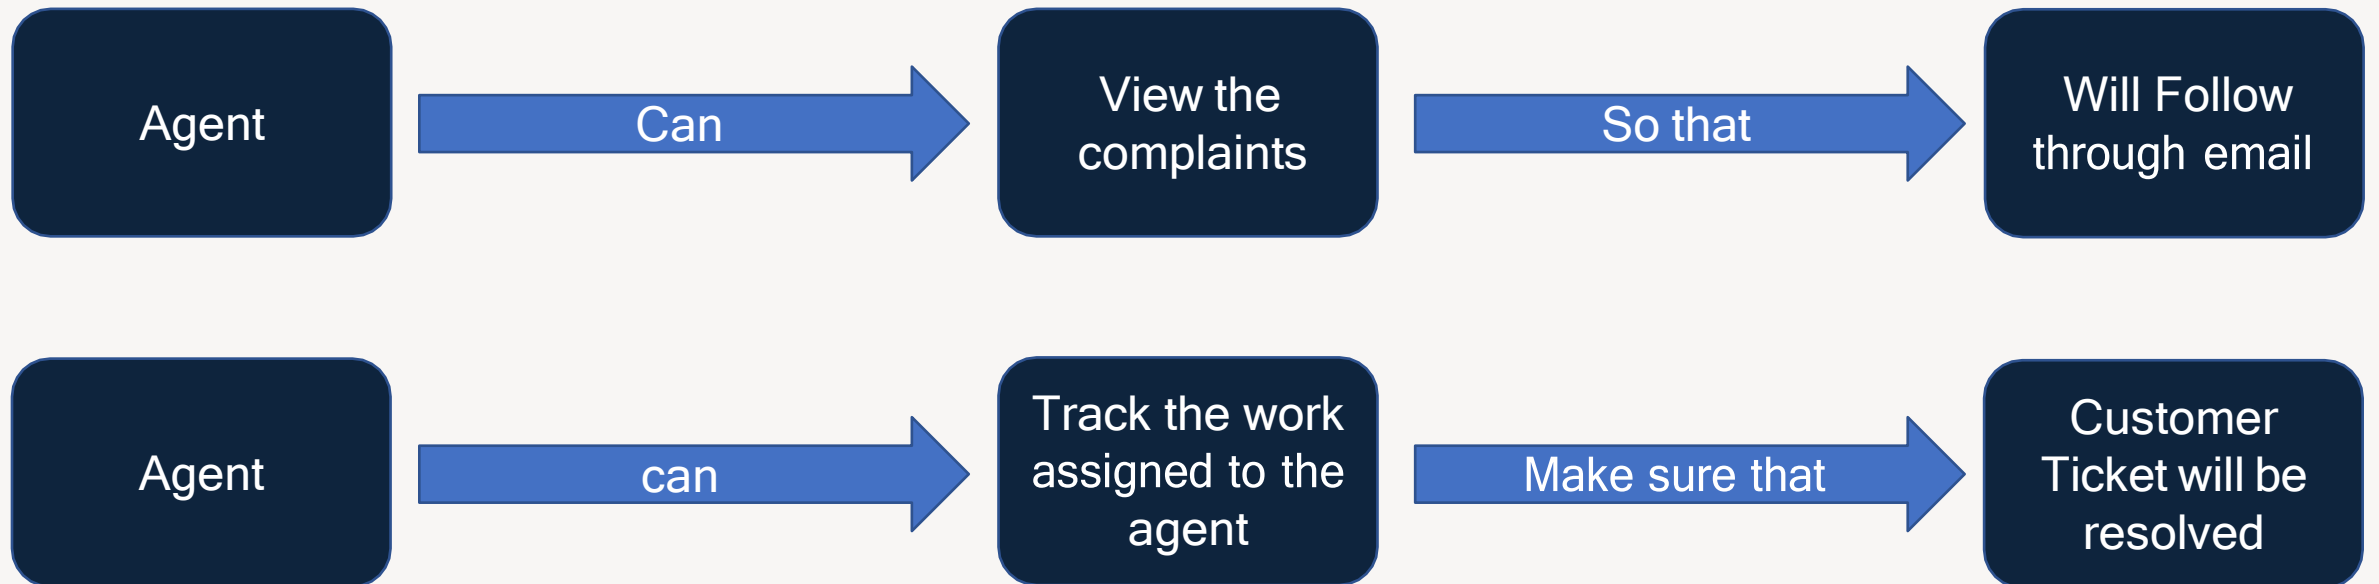 Agent
Can
View the
complaints
So that
Will Follow
through email
Agent
can
Track the work
assigned to the
agent
Make sure that
Customer
Ticket will be
resolved